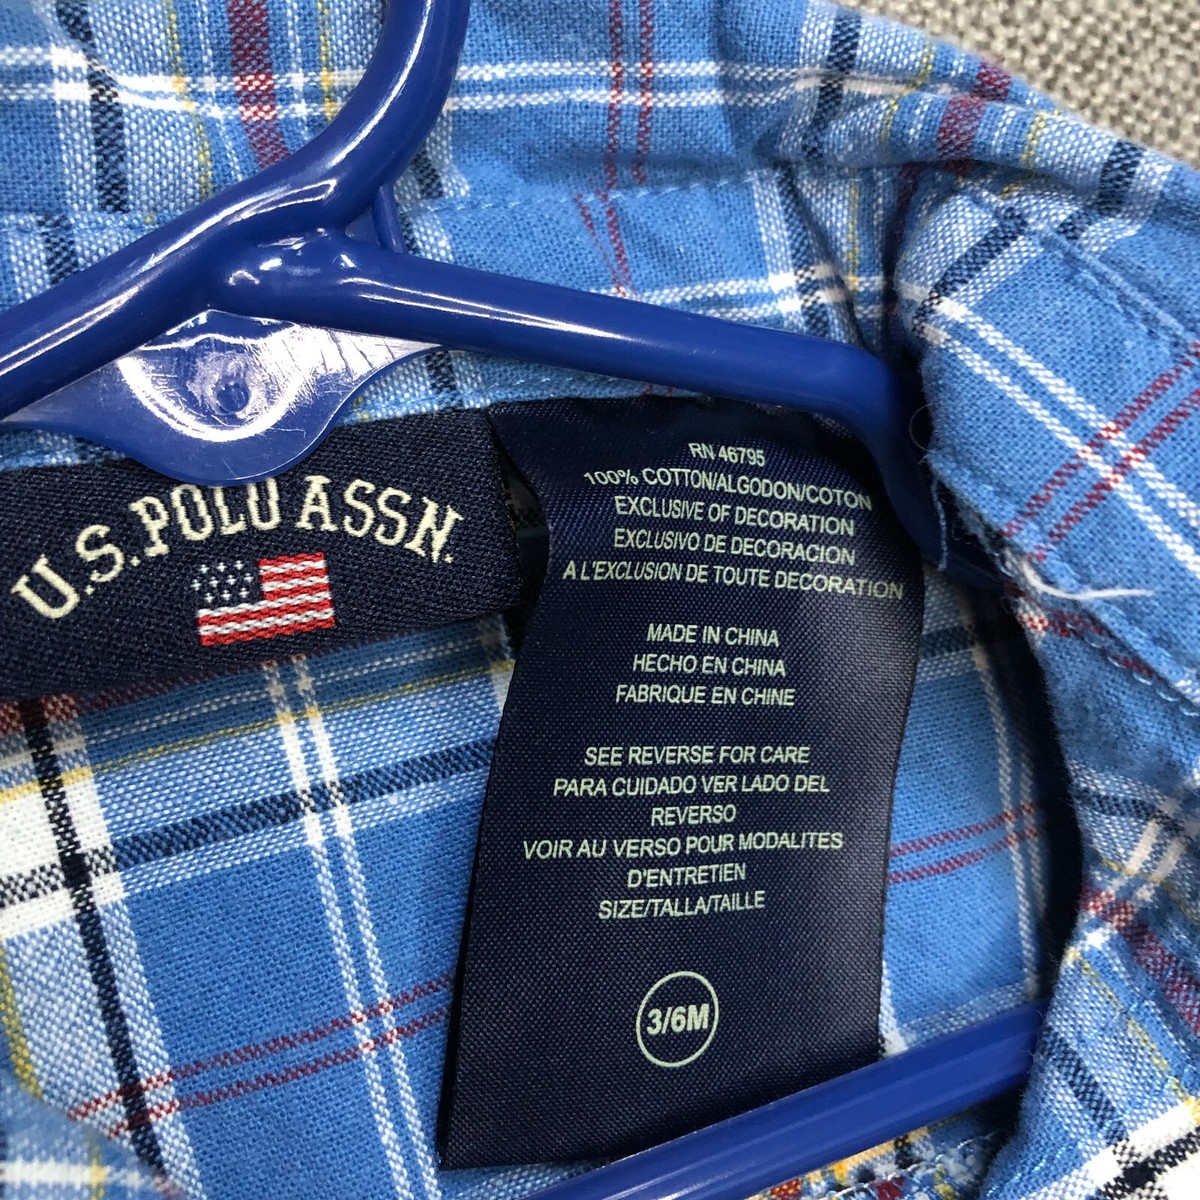 U.S. POLO ASSN.
RN 46795
100% COTTON/ALGODON/COTON
EXCLUSIVE OF DECORATION
EXCLUSIVO DE DECORACION
A L'EXCLUSION DE TOUTE DECORATION
MADE IN CHINA
HECHO EN CHINA
FABRIQUE EN CHINE
SEE REVERSE FOR CARE
PARA CUIDADO VER LADO DEL
REVERSO
VOIR AU VERSO POUR MODALITES
D'ENTRETIEN
SIZE/TALLA/TAILLE
3/6M